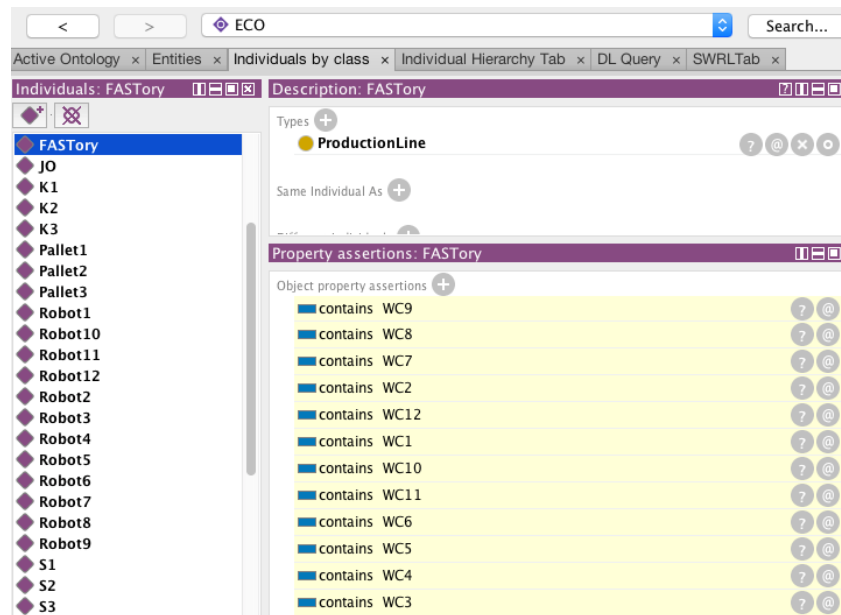 < > ECO Search...
Active Ontology × Entities × Individuals by class × Individual Hierarchy Tab × DL Query × SWRLTab ×
Individuals: FASTory
FASTory
JO
K1
K2
K3
Pallet1
Pallet2
Pallet3
Robot1
Robot10
Robot11
Robot12
Robot2
Robot3
Robot4
Robot5
Robot6
Robot7
Robot8
Robot9
S1
S2
S3
Description: FASTory
Types
ProductionLine
Same Individual As
Property assertions: FASTory
Object property assertions
contains WC9
contains WC8
contains WC7
contains WC2
contains WC12
contains WC1
contains WC10
contains WC11
contains WC6
contains WC5
contains WC4
contains WC3